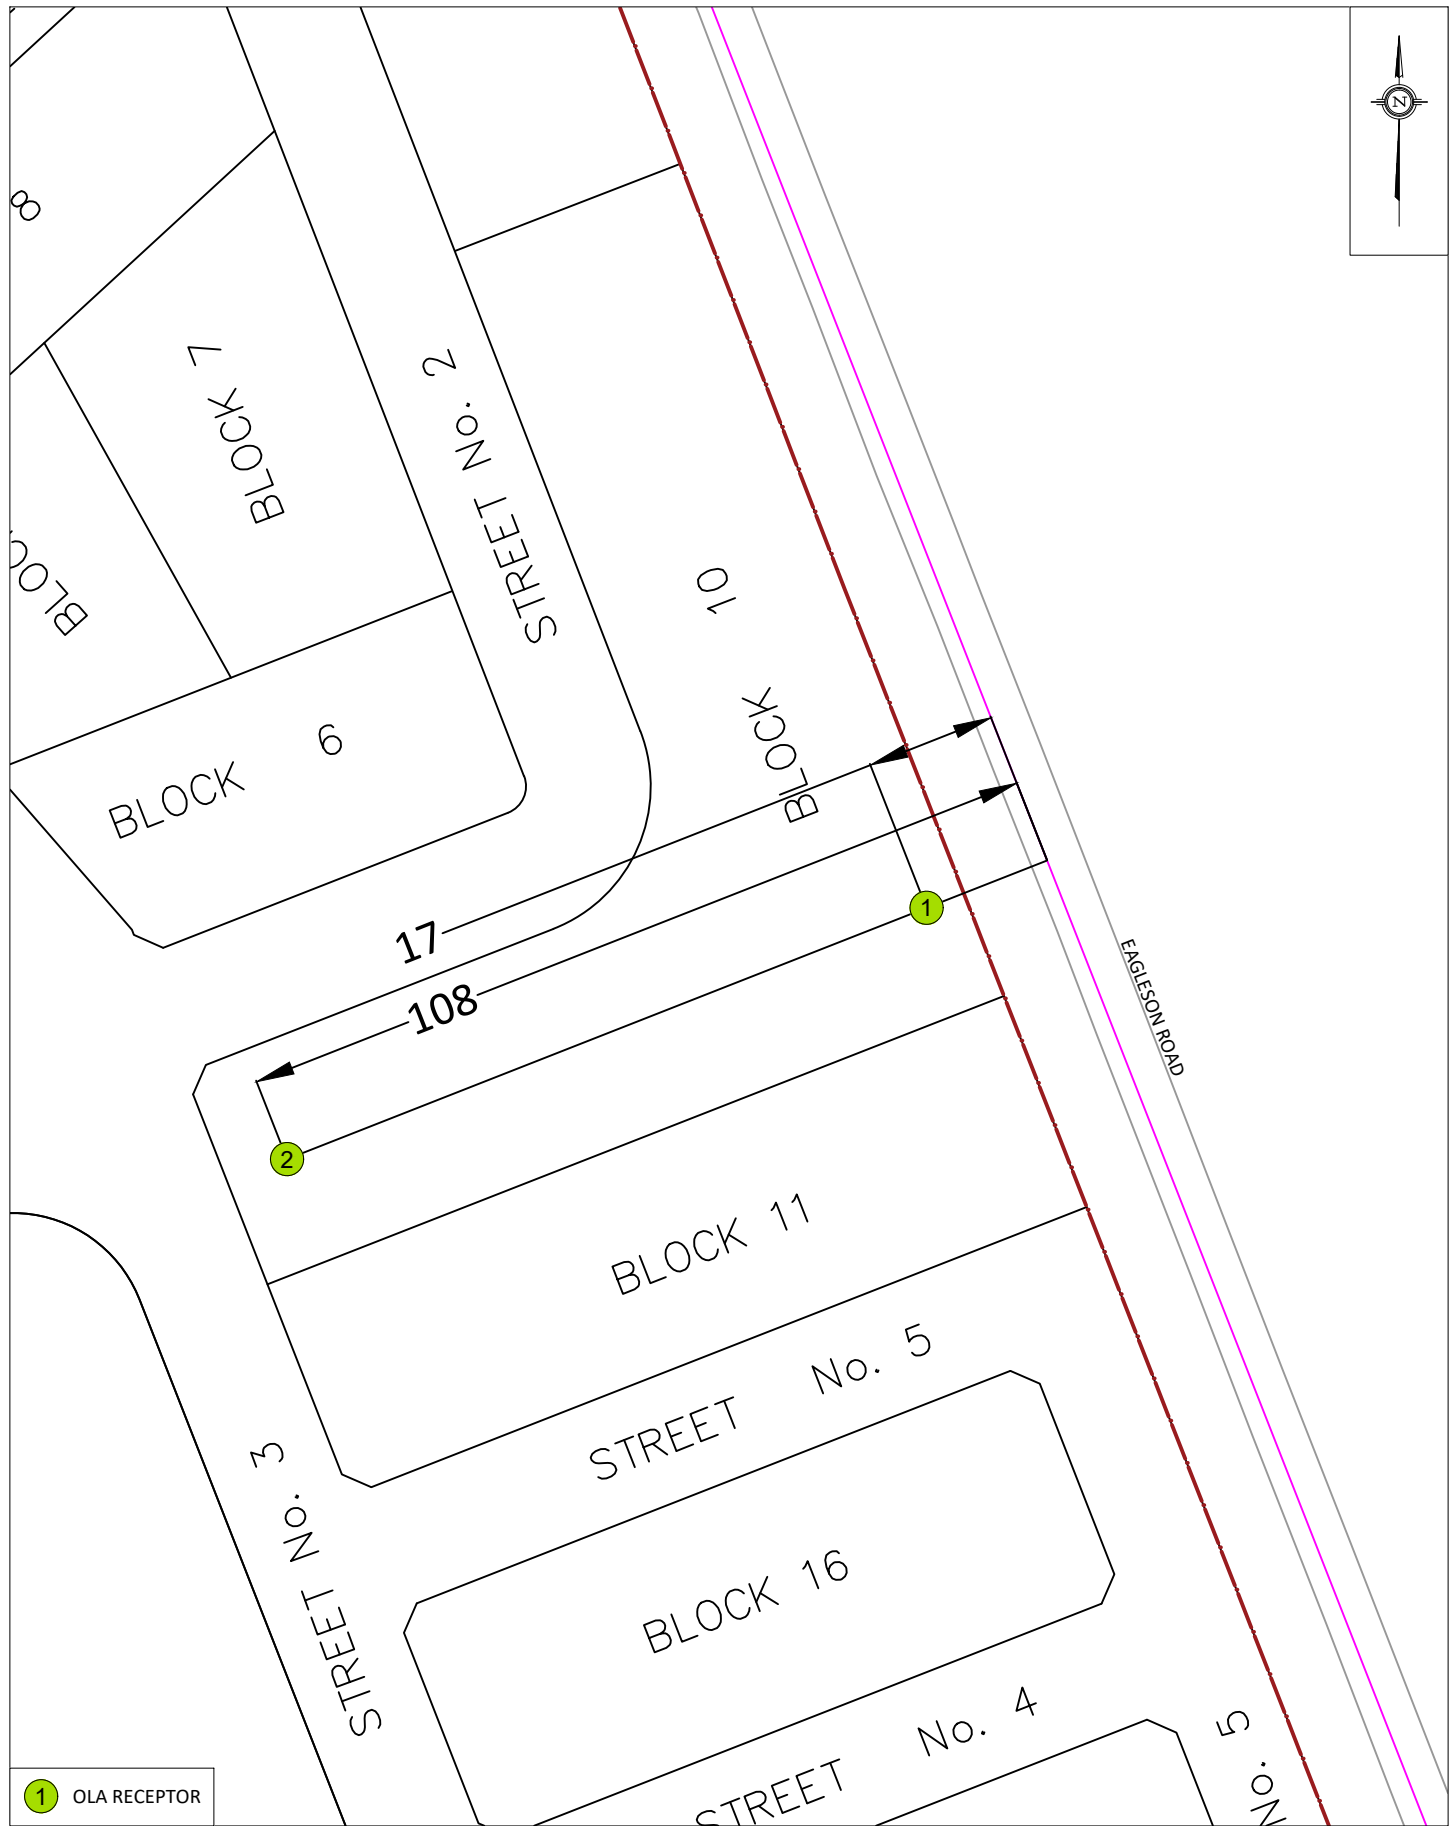 N
8
BLOCK 7
STREET No. 2
BLOCK 10
BLOCK 6
17
108
1
2
EAGLESON ROAD
BLOCK 11
STREET No. 5
STREET No. 3
BLOCK 16
STREET No. 4
No. 5
1 OLA RECEPTOR